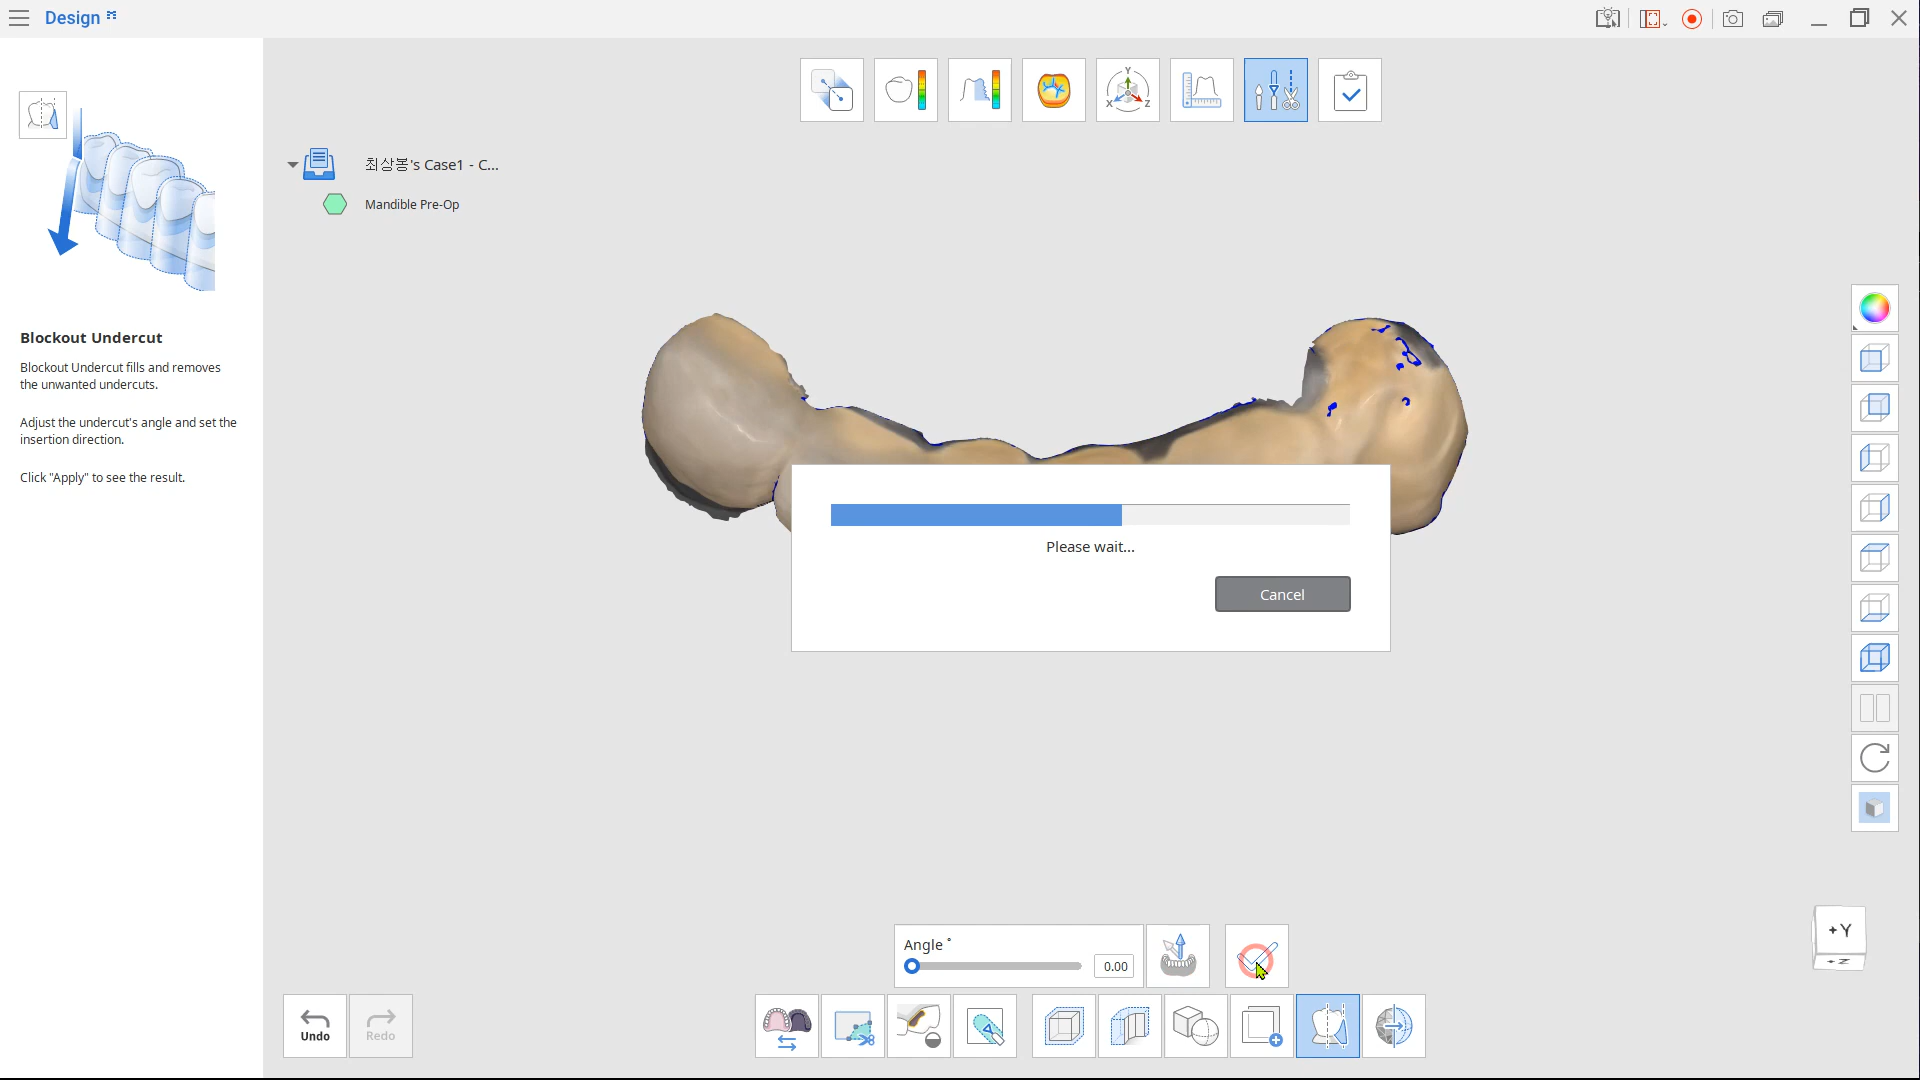 Design
최상봉's Case1 - C...
Mandible Pre-Op
Blockout Undercut
Blockout Undercut fills and removes
the unwanted undercuts.
Adjust the undercut's angle and set the
insertion direction.
Click "Apply" to see the result.
Y
X
Z
Please wait...
Cancel
Angle °
0.00
+Y
+Z
Undo
Redo